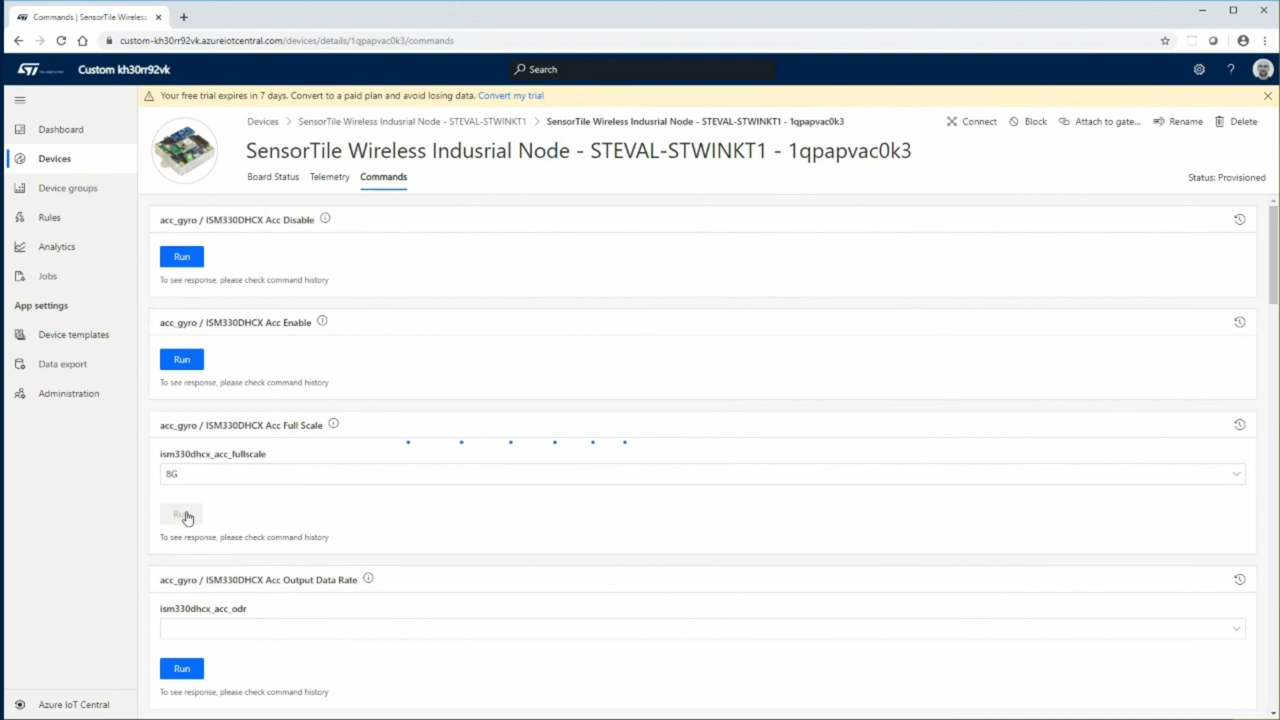 Commands | SensorTile Wireless
custom-kh30rr92vk.azureiotcentral.com/devices/details/1qpapvac0k3/commands
Custom kh30rr92vk
Search
?
Your free trial expires in 7 days. Convert to a paid plan and avoid losing data. Convert my trial
Dashboard
Devices
Device groups
Rules
Analytics
Jobs
App settings
Device templates
Data export
Administration
Azure IoT Central
Devices > SensorTile Wireless Indusrial Node - STEVAL-STWINKT1 > SensorTile Wireless Indusrial Node - STEVAL-STWINKT1 - 1qpapvac0k3
Connect Block Attach to gate... Rename Delete
SensorTile Wireless Indusrial Node - STEVAL-STWINKT1 - 1qpapvac0k3
Board Status Telemetry Commands
Status: Provisioned
acc_gyro / ISM330DHCX Acc Disable
Run
To see response, please check command history
acc_gyro / ISM330DHCX Acc Enable
Run
To see response, please check command history
acc_gyro / ISM330DHCX Acc Full Scale
ism330dhcx_acc_fullscale
8G
To see response, please check command history
acc_gyro / ISM330DHCX Acc Output Data Rate
ism330dhcx_acc_odr
Run
To see response, please check command history